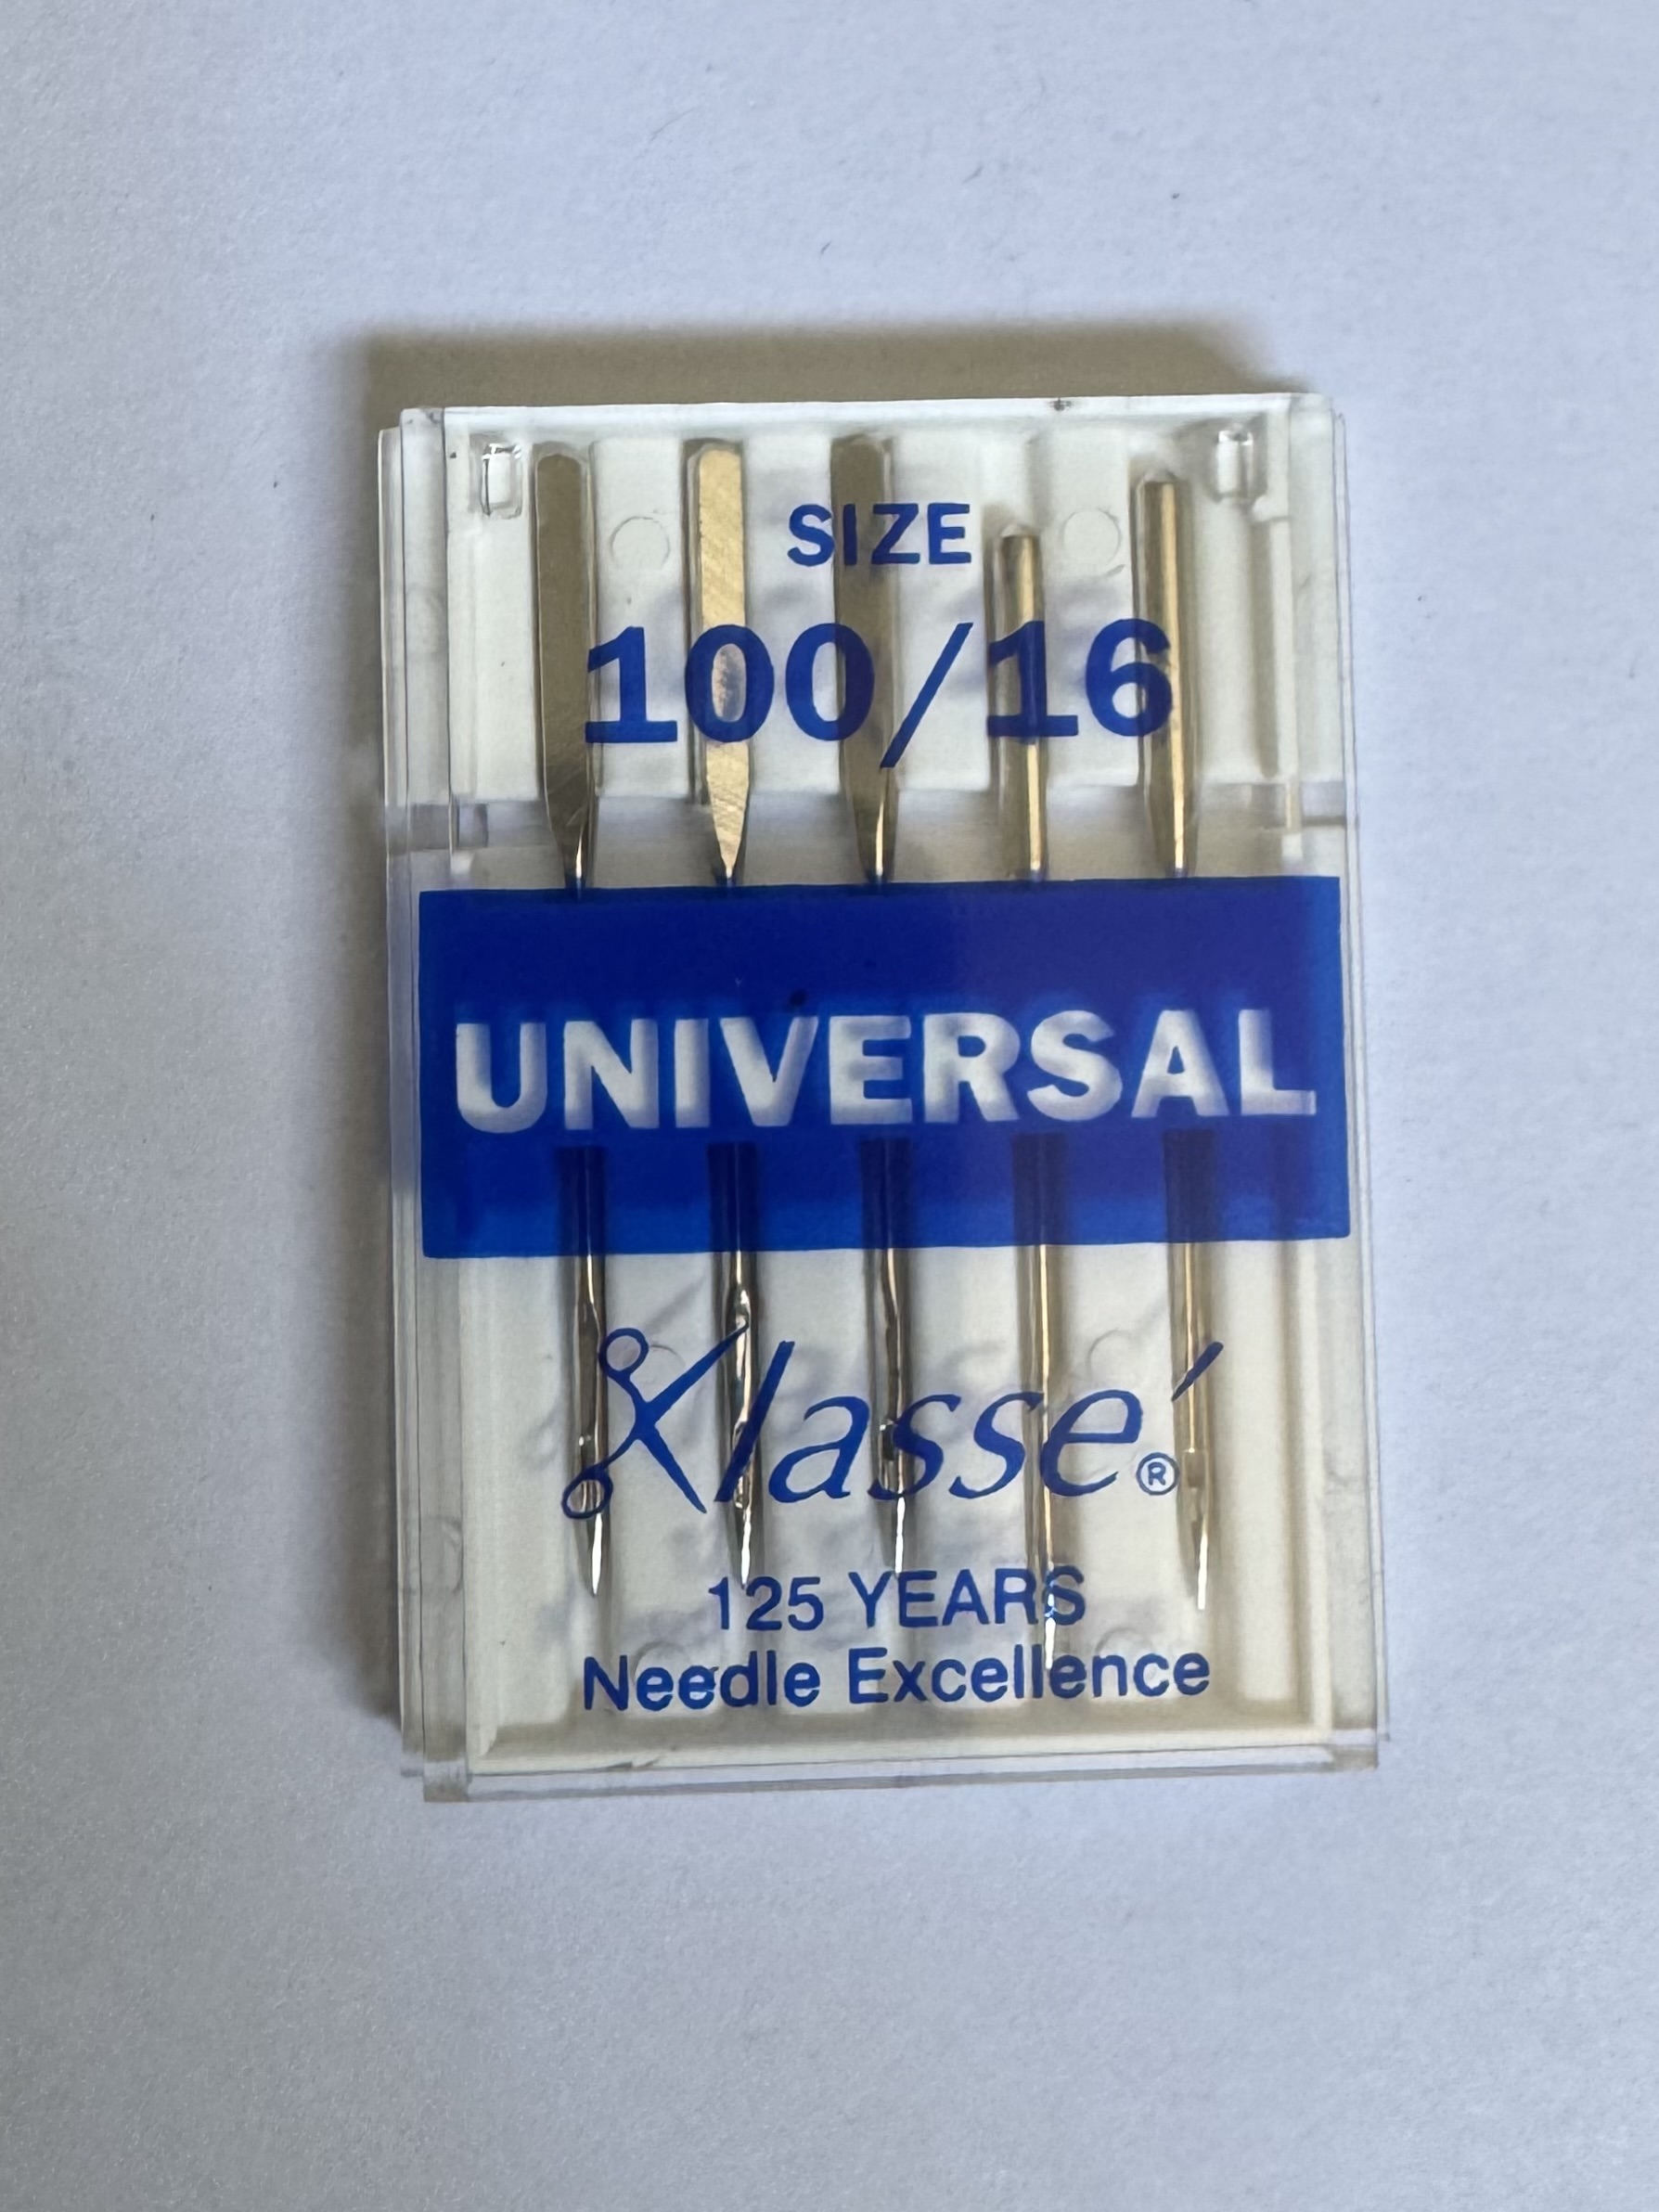 SIZE
100/16
UNIVERSAL
Klassé®
125 YEARS
Needle Excellence